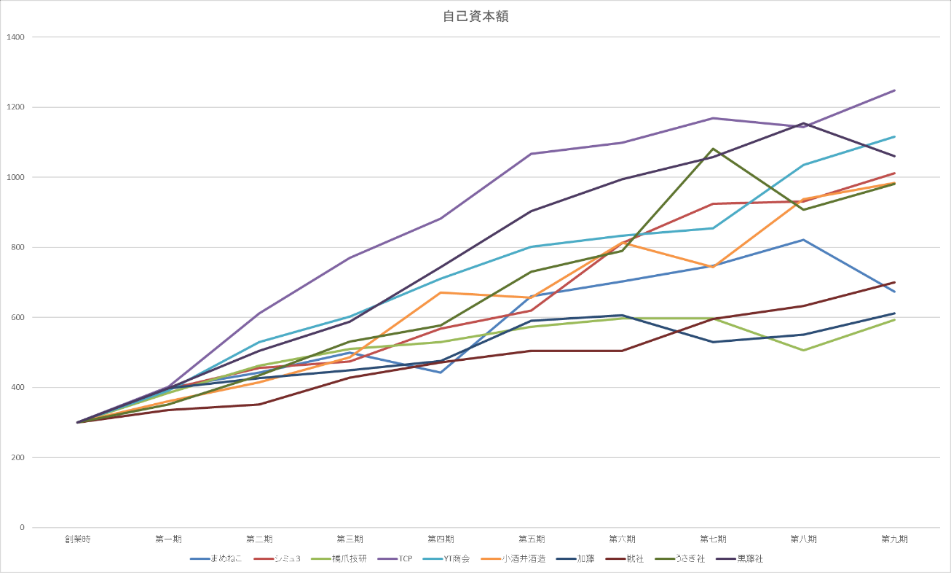 自己資本額
1400
1200
1000
800
600
400
200
0
創業時 第一期 第二期 第三期 第四期 第五期 第六期 第七期 第八期 第九期
まめねこ シミュ3 横爪技研 TCP YT商会 小酒井酒造 加藤 戦社 うさぎ社 黒輝社